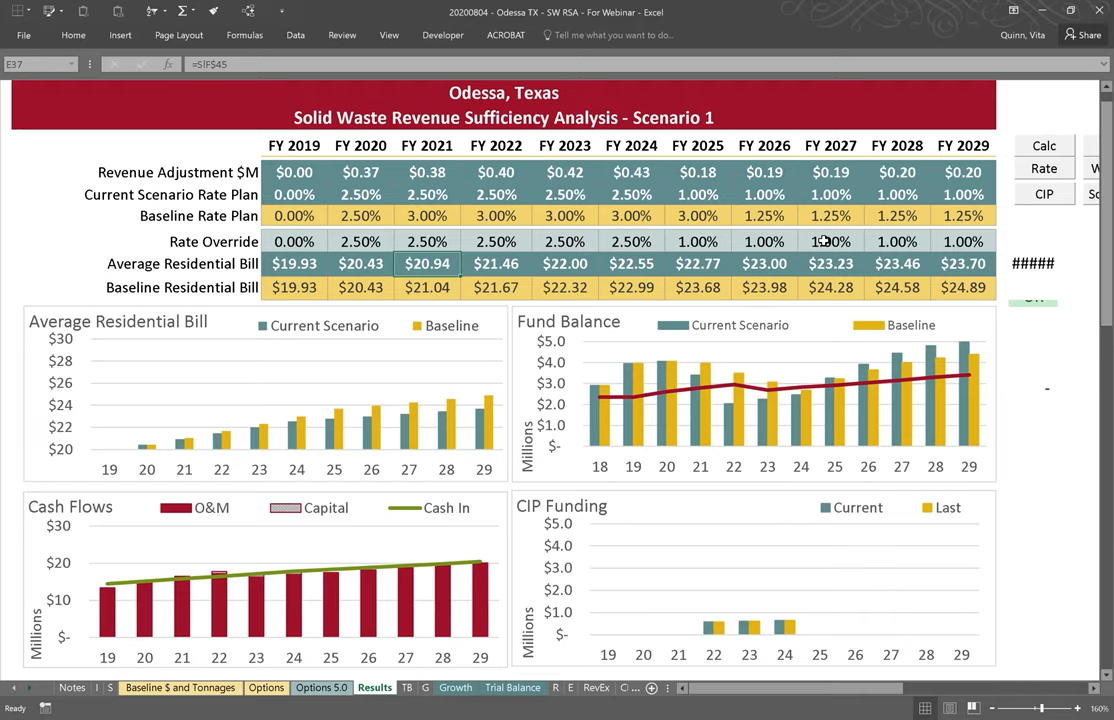 20200804 - Odessa TX - SW RSA - For Webinar - Excel
File Home Insert Page Layout Formulas Data Review View Developer ACROBAT Tell me what you want to do... Quinn, Vita Share
E37 fx
Odessa, Texas
Solid Waste Revenue Sufficiency Analysis - Scenario 1
FY 2019 FY 2020 FY 2021 FY 2022 FY 2023 FY 2024 FY 2025 FY 2026 FY 2027 FY 2028 FY 2029 Calc
Revenue Adjustment $M $0.00 $0.37 $0.38 $0.40 $0.42 $0.43 $0.18 $0.19 $0.19 $0.20 $0.20 Rate
Current Scenario Rate Plan 0.00% 2.50% 2.50% 2.50% 2.50% 2.50% 1.00% 1.00% 1.00% 1.00% 1.00% CIP
Baseline Rate Plan 0.00% 2.50% 3.00% 3.00% 3.00% 3.00% 3.00% 1.25% 1.25% 1.25% 1.25%
Rate Override 0.00% 2.50% 2.50% 2.50% 2.50% 2.50% 1.00% 1.00% 1.00% 1.00% 1.00%
Average Residential Bill $19.93 $20.43 $20.94 $21.46 $22.00 $22.55 $22.77 $23.00 $23.23 $23.46 $23.70 #####
Baseline Residential Bill $19.93 $20.43 $21.04 $21.67 $22.32 $22.99 $23.68 $23.98 $24.28 $24.58 $24.89
Average Residential Bill Current Scenario Baseline
$30
$28
$26
$24
$22
$20
19 20 21 22 23 24 25 26 27 28 29
Fund Balance Current Scenario Baseline
$5.0
$4.0
$3.0
$2.0
$1.0
$-
Millions
18 19 20 21 22 23 24 25 26 27 28 29
-
Cash Flows O&M Capital Cash In
$30
$20
$10
$-
Millions
19 20 21 22 23 24 25 26 27 28 29
CIP Funding Current Last
$5.0
$4.0
$3.0
$2.0
$1.0
$-
Millions
19 20 21 22 23 24 25 26 27 28 29
Notes I S Baseline $ and Tonnages Options Options 5.0 Results TB G Growth Trial Balance R E RevEx ...
Ready 160%